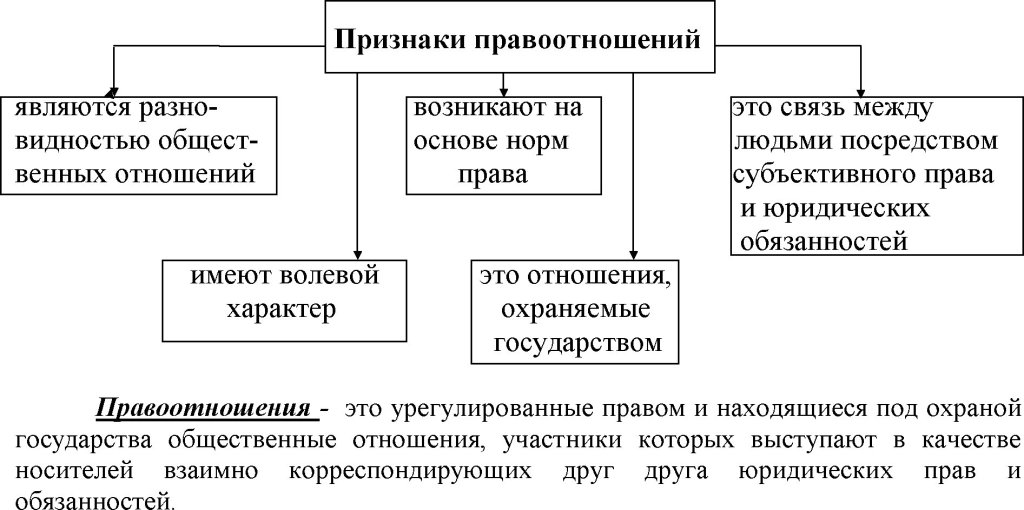 Признаки правоотношений
являются разно-
видностью общест-
венных отношений
возникают на
основе норм
права
это связь между
людьми посредством
субъективного права
и юридических
обязанностей
имеют волевой
характер
это отношения,
охраняемые
государством
Правоотношения - это урегулированные правом и находящиеся под охраной
государства общественные отношения, участники которых выступают в качестве
носителей взаимно корреспондирующих друг друга юридических прав и
обязанностей.